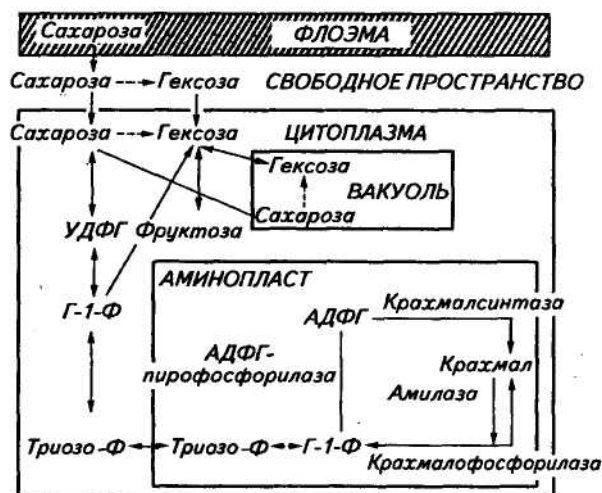 Сахароза ФЛОЭМА
Сахароза Гексоза СВОБОДНОЕ ПРОСТРАНСТВО
Сахароза Гексоза ЦИТОПЛАЗМА
Гексоза
ВАКУОЛЬ
Сахароза
УДФГ Фруктоза
АМИНОПЛАСТ
Г-1-Ф
АДФГ
Крахмалсинтаза
АДФГ-
пирофосфорилаза
Крахмал
Амилаза
Триозо-Ф Триозо-Ф Г-1-Ф
Крахмалофосфорилаза